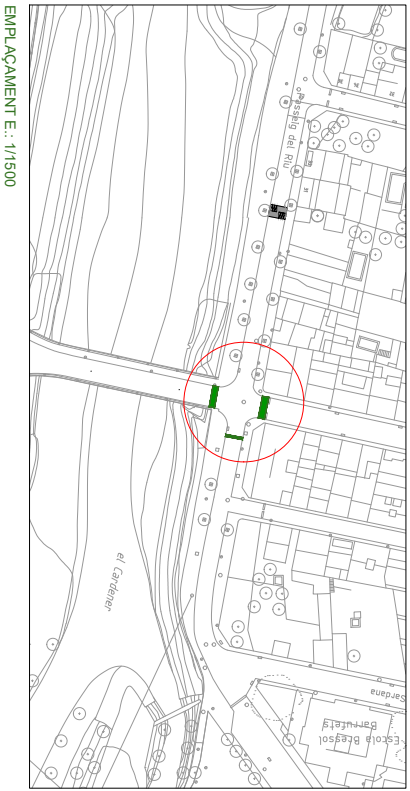 EMPLAÇAMENT E.: 1/1500
Passeig del Riu
el Cardener
Sardana
Escola Bressol
Barrufets